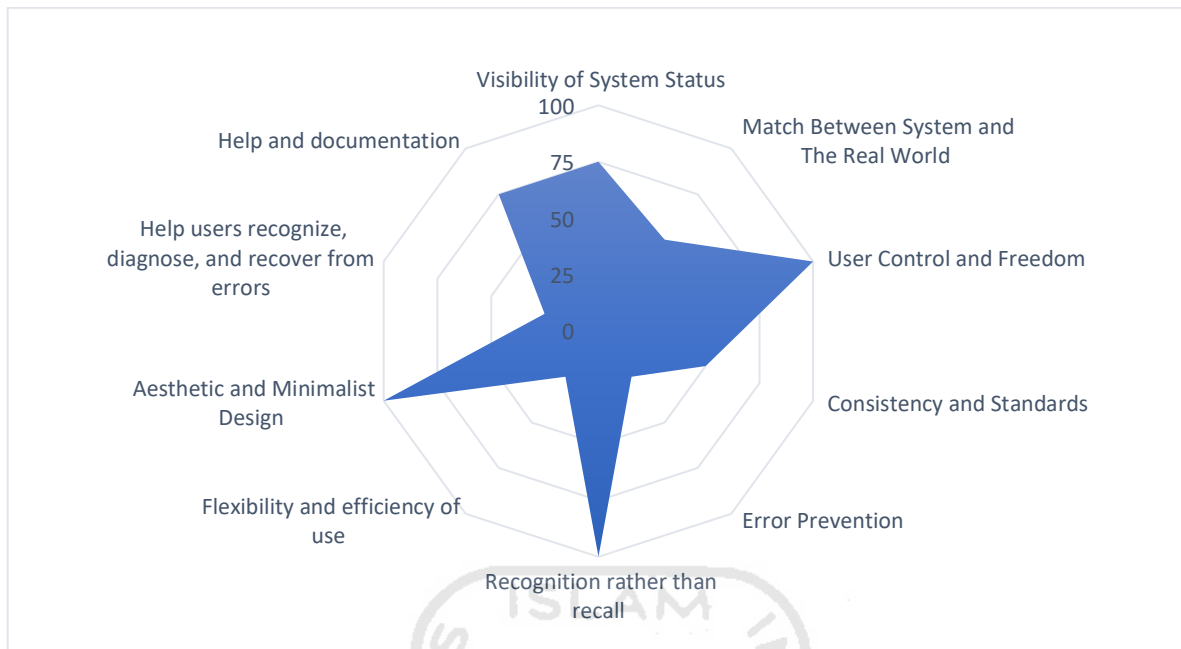 Visibility of System Status
100
Match Between System and
The Real World
Help and documentation
75
50
Help users recognize,
diagnose, and recover from
errors
User Control and Freedom
25
0
Aesthetic and Minimalist
Design
Consistency and Standards
Flexibility and efficiency of
use
Error Prevention
Recognition rather than
recall
ISLAM